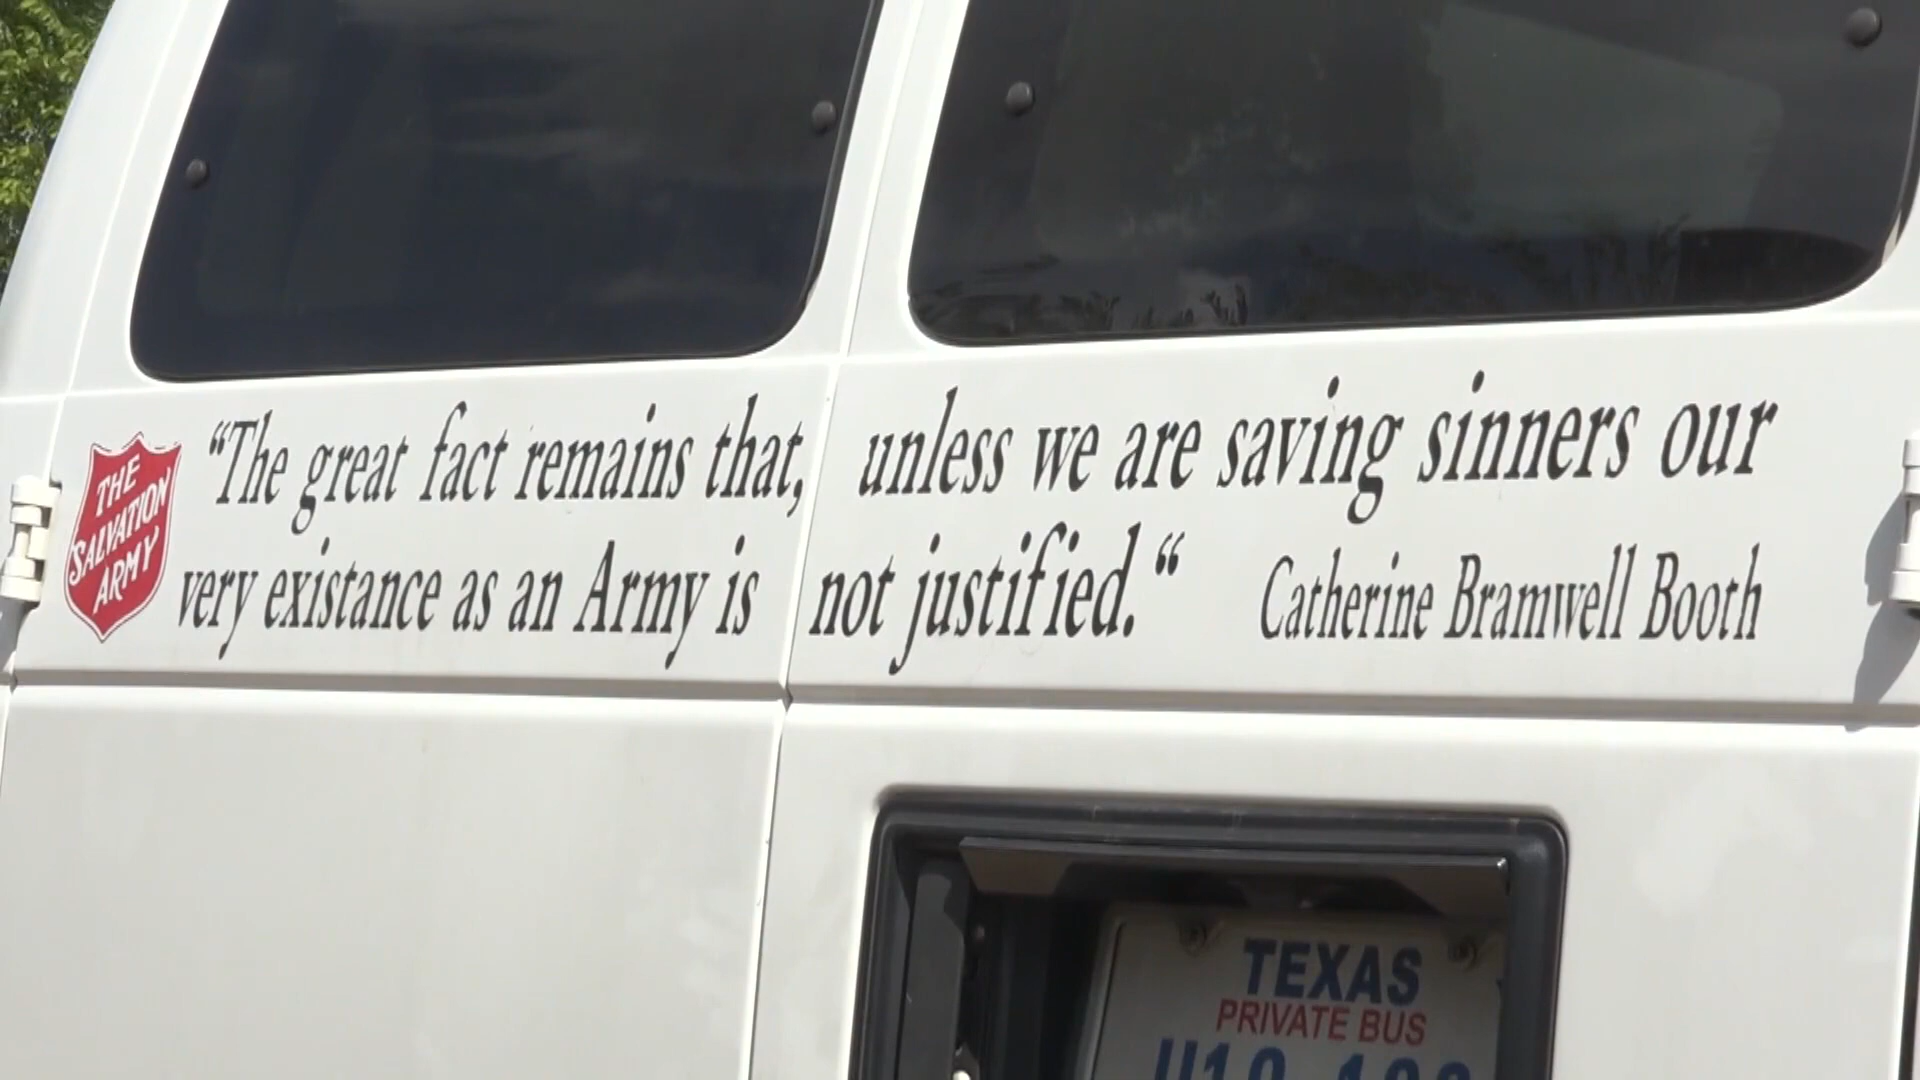 THE
SALVATION
ARMY
“The great fact remains that, unless we are saving sinners our
very existance as an Army is not justified.“ Catherine Bramwell Booth
TEXAS
PRIVATE BUS